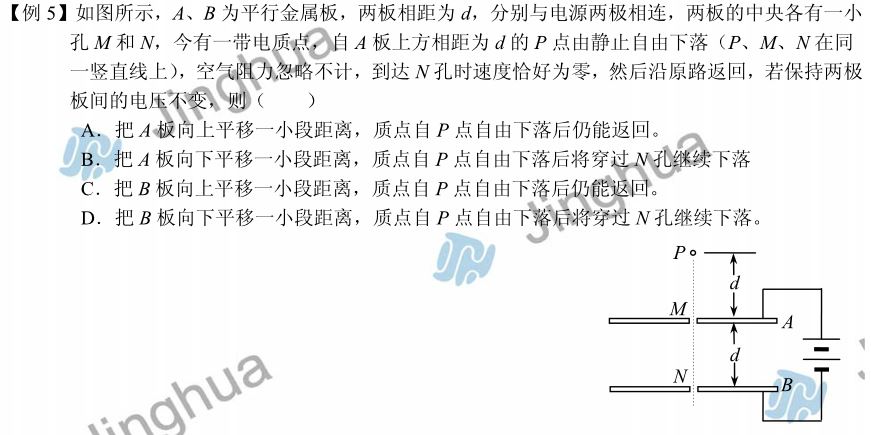 【例 5】如图所示，A、B 为平行金属板，两板相距为 d，分别与电源两极相连，两板的中央各有一小
孔 M 和 N，今有一带电质点，自 A 板上方相距为 d 的 P 点由静止自由下落（P、M、N 在同
一竖直线上），空气阻力忽略不计，到达 N 孔时速度恰好为零，然后沿原路返回，若保持两极
板间的电压不变，则（　　）
A．把 A 板向上平移一小段距离，质点自 P 点自由下落后仍能返回。
B．把 A 板向下平移一小段距离，质点自 P 点自由下落后将穿过 N 孔继续下落
C．把 B 板向上平移一小段距离，质点自 P 点自由下落后仍能返回。
D．把 B 板向下平移一小段距离，质点自 P 点自由下落后将穿过 N 孔继续下落。
P
d
M
A
d
N
B
Jinghua
Jinghua
Jinghua